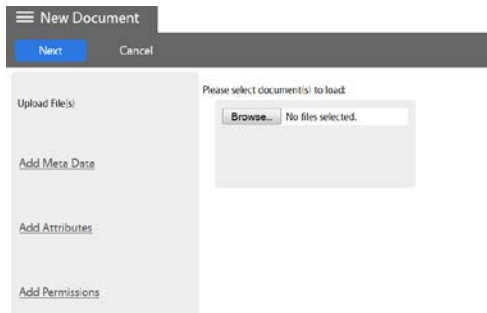 New Document
Next Cancel
Upload File(s)
Please select document(s) to load:
Browse... No files selected.
Add Meta Data
Add Attributes
Add Permissions